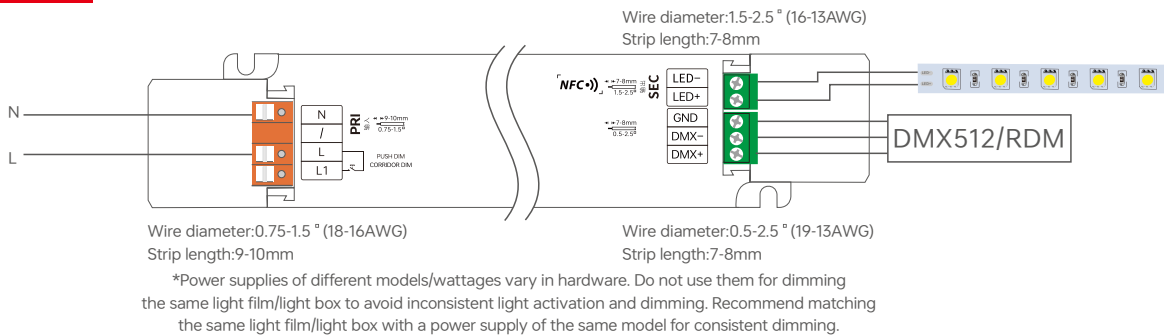 Wire diameter:1.5-2.5 ▫ (16-13AWG)
Strip length:7-8mm
NFC
7-8mm
1.5-2.5▫
SEC
LED−
LED+
GND
DMX−
DMX+
7-8mm
0.5-2.5▫
DMX512/RDM
N
L
N
/
L
L1
PRI
输入
9-10mm
0.75-1.5▫
PUSH DIM
CORRIDOR DIM
Wire diameter:0.75-1.5 ▫ (18-16AWG)
Strip length:9-10mm
Wire diameter:0.5-2.5 ▫ (19-13AWG)
Strip length:7-8mm
*Power supplies of different models/wattages vary in hardware. Do not use them for dimming
the same light film/light box to avoid inconsistent light activation and dimming. Recommend matching
the same light film/light box with a power supply of the same model for consistent dimming.